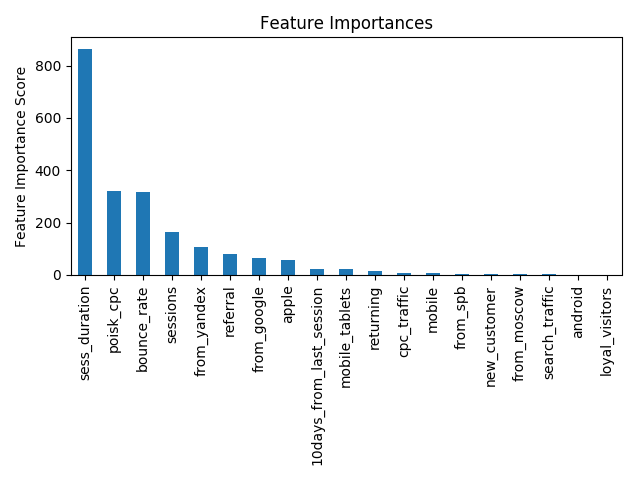 Feature Importances
Feature Importance Score
800
600
400
200
0
sess_duration
poisk_cpc
bounce_rate
sessions
from_yandex
referral
from_google
apple
10days_from_last_session
mobile_tablets
returning
cpc_traffic
mobile
from_spb
new_customer
from_moscow
search_traffic
android
loyal_visitors